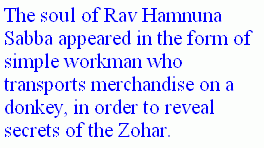 The soul of Rav Hamnuna
Sabba appeared in the form of
simple workman who
transports merchandise on a
donkey, in order to reveal
secrets of the Zohar.